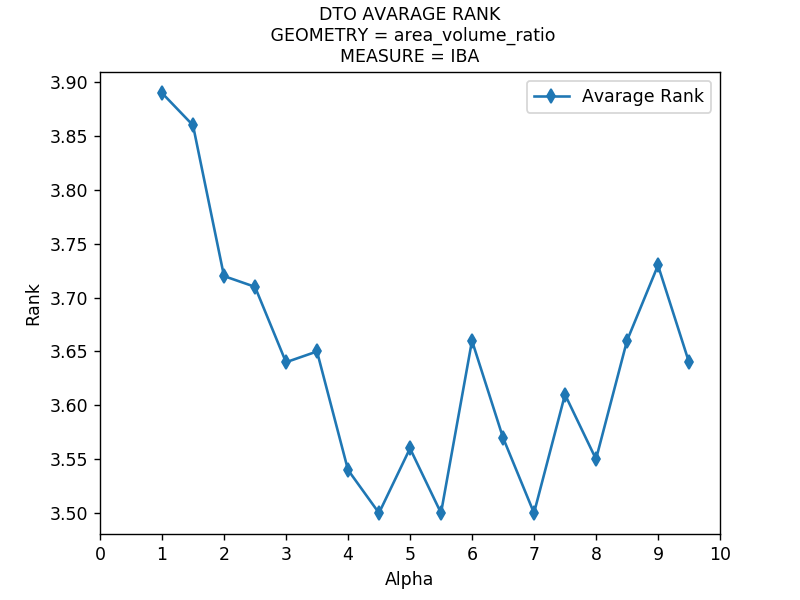 DTO AVARAGE RANK
GEOMETRY = area_volume_ratio
MEASURE = IBA
Avarage Rank
3.90
3.85
3.80
3.75
3.70
3.65
3.60
3.55
3.50
Rank
0 1 2 3 4 5 6 7 8 9 10
Alpha